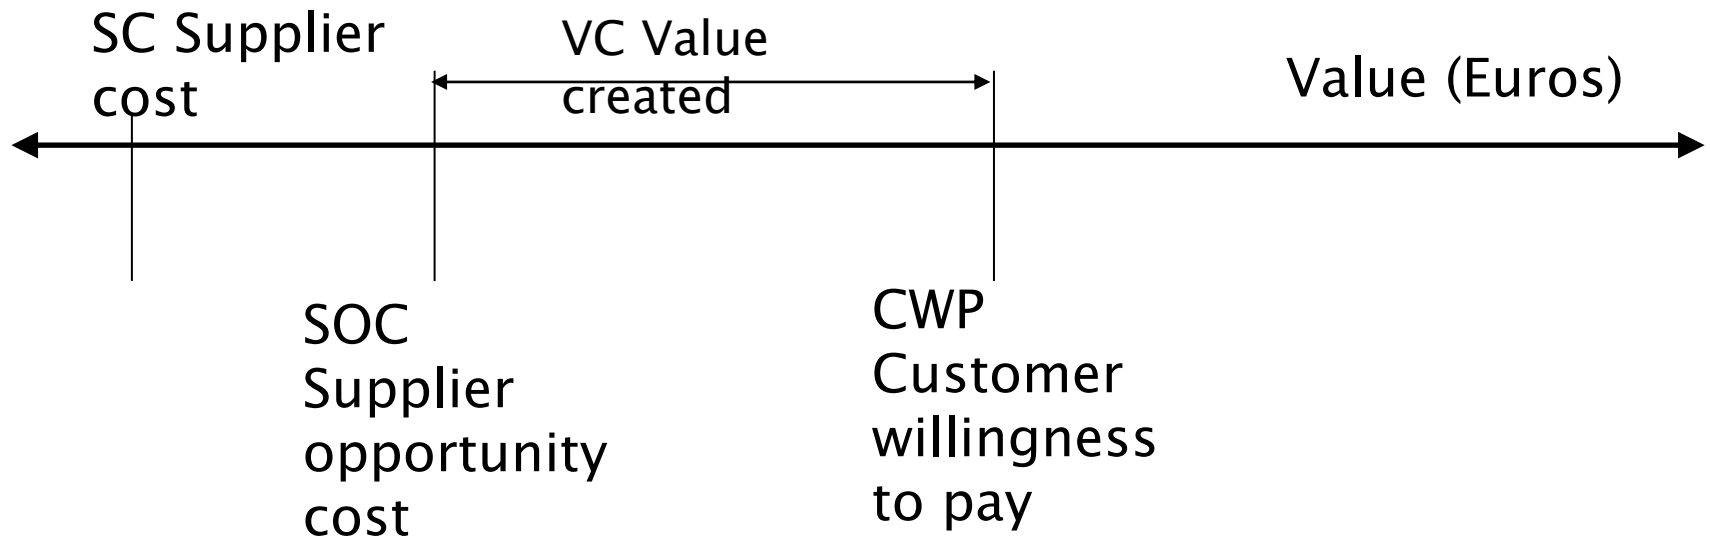 SC Supplier
cost
VC Value
created
Value (Euros)
SOC
Supplier
opportunity
cost
CWP
Customer
willingness
to pay